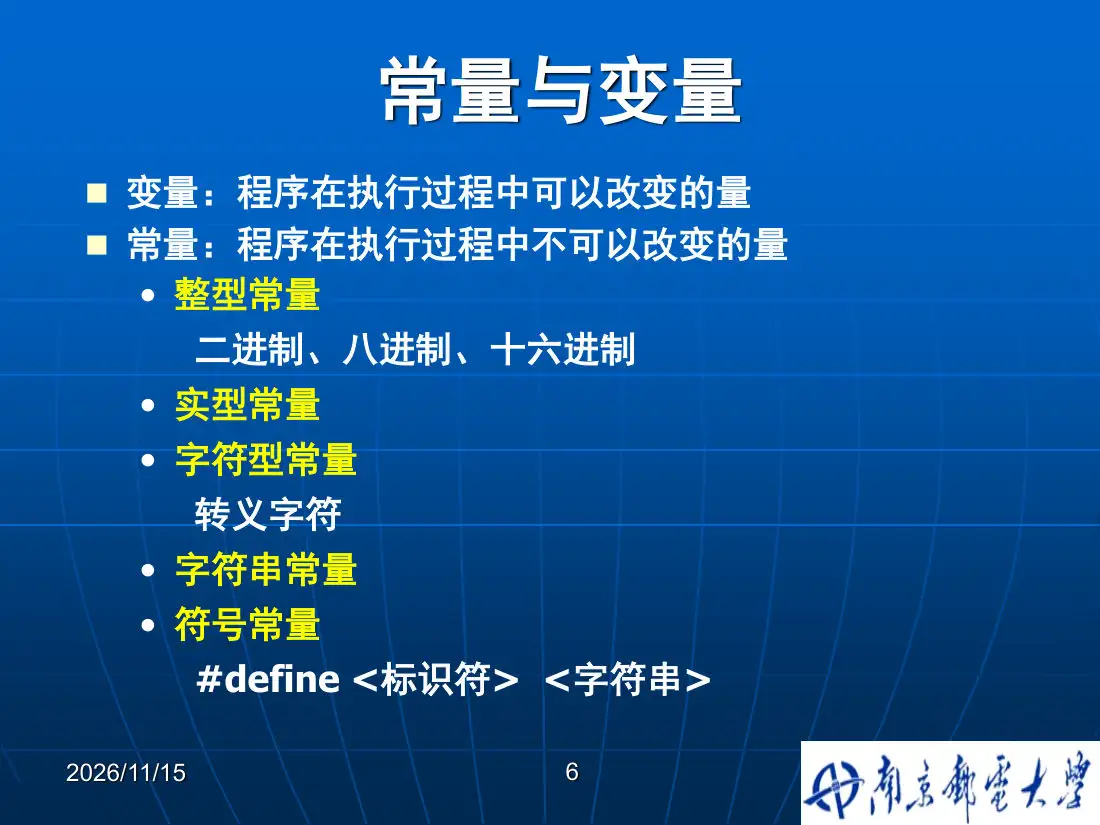 常量与变量
变量：程序在执行过程中可以改变的量
常量：程序在执行过程中不可以改变的量
• 整型常量
二进制、八进制、十六进制
• 实型常量
• 字符型常量
转义字符
• 字符串常量
• 符号常量
#define <标识符> <字符串>
2026/11/15
6
南京郵電大學